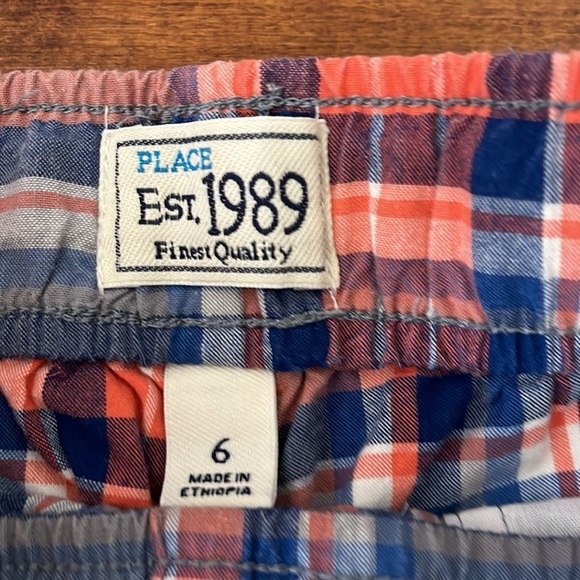 PLACE
EST. 1989
Finest Quality
6
MADE IN
ETHIOPIA